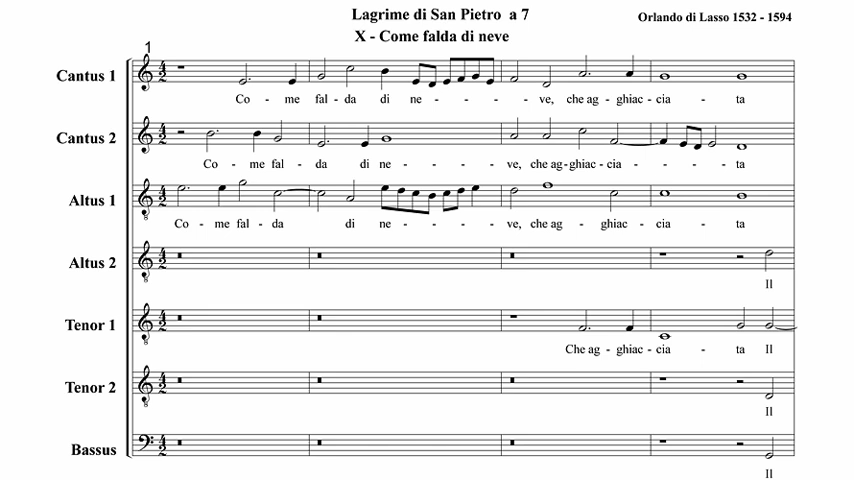 Lagrime di San Pietro a 7
Orlando di Lasso 1532 - 1594
X - Come falda di neve
1
Cantus 1
Co - me fal - da di ne - - - - ve, che ag - ghiac - cia - ta
Cantus 2
Co - me fal - da di ne - - - - ve, che ag - ghiac - cia - ta
Altus 1
Co - me fal - da di ne - - - - ve, che ag - ghiac - cia - ta
Altus 2
Il
Tenor 1
Che ag - ghiac - cia - ta Il
Tenor 2
Il
Bassus
Il